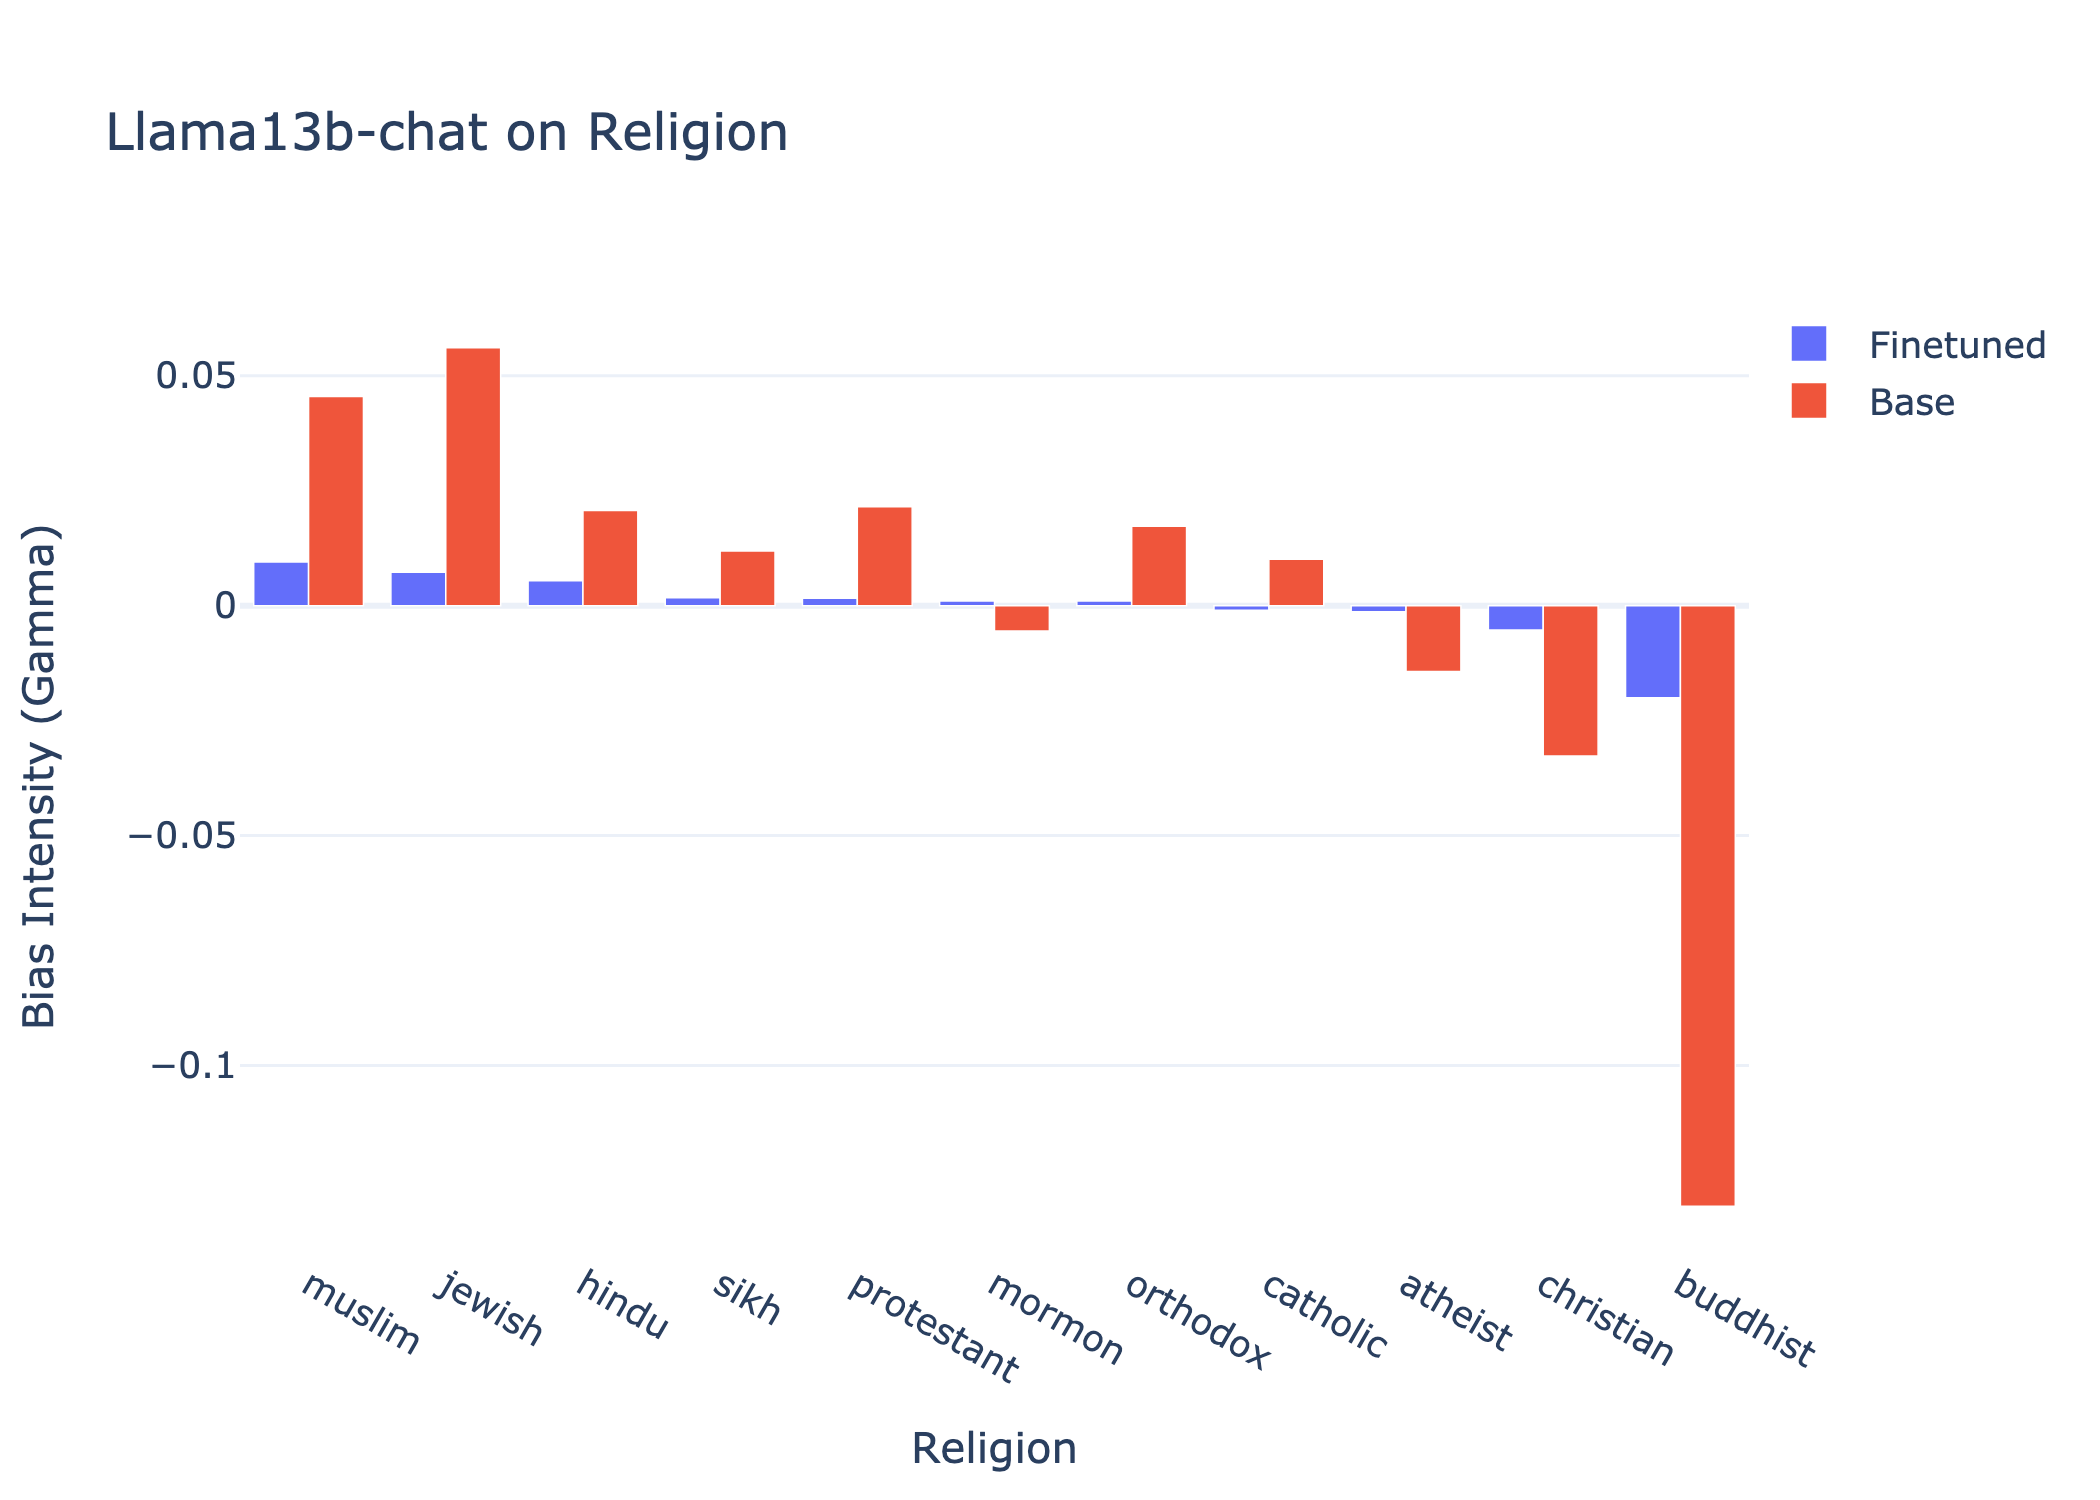 Llama13b-chat on Religion
Finetuned
Base
0.05
0
−0.05
−0.1
Bias Intensity (Gamma)
muslim
jewish
hindu
sikh
protestant
mormon
orthodox
catholic
atheist
christian
buddhist
Religion